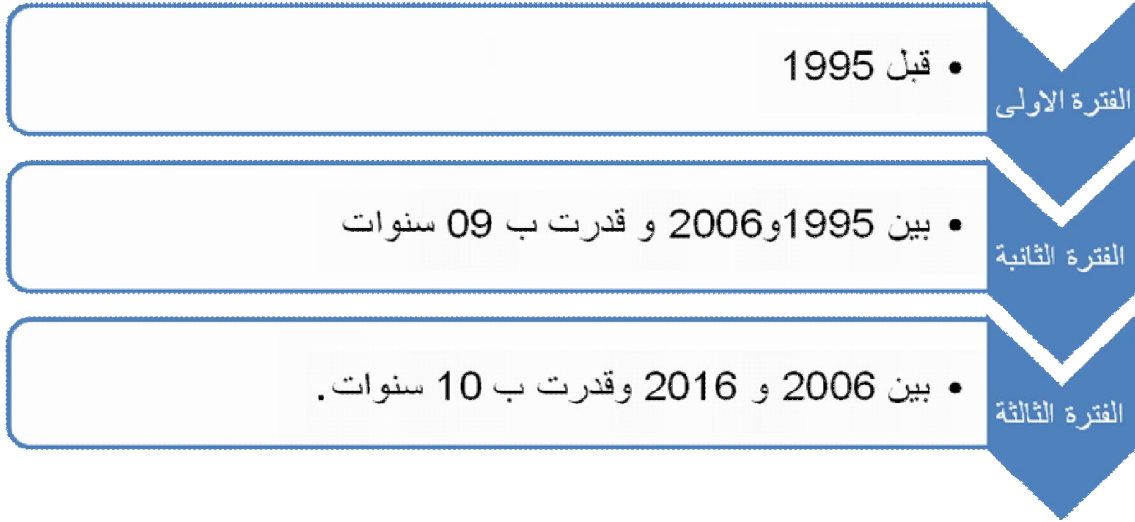 الفترة الاولى
• قبل 1995
الفترة الثانية
• بين 1995و2006 و قدرت ب 09 سنوات
الفترة الثالثة
• بين 2006 و 2016 وقدرت ب 10 سنوات.